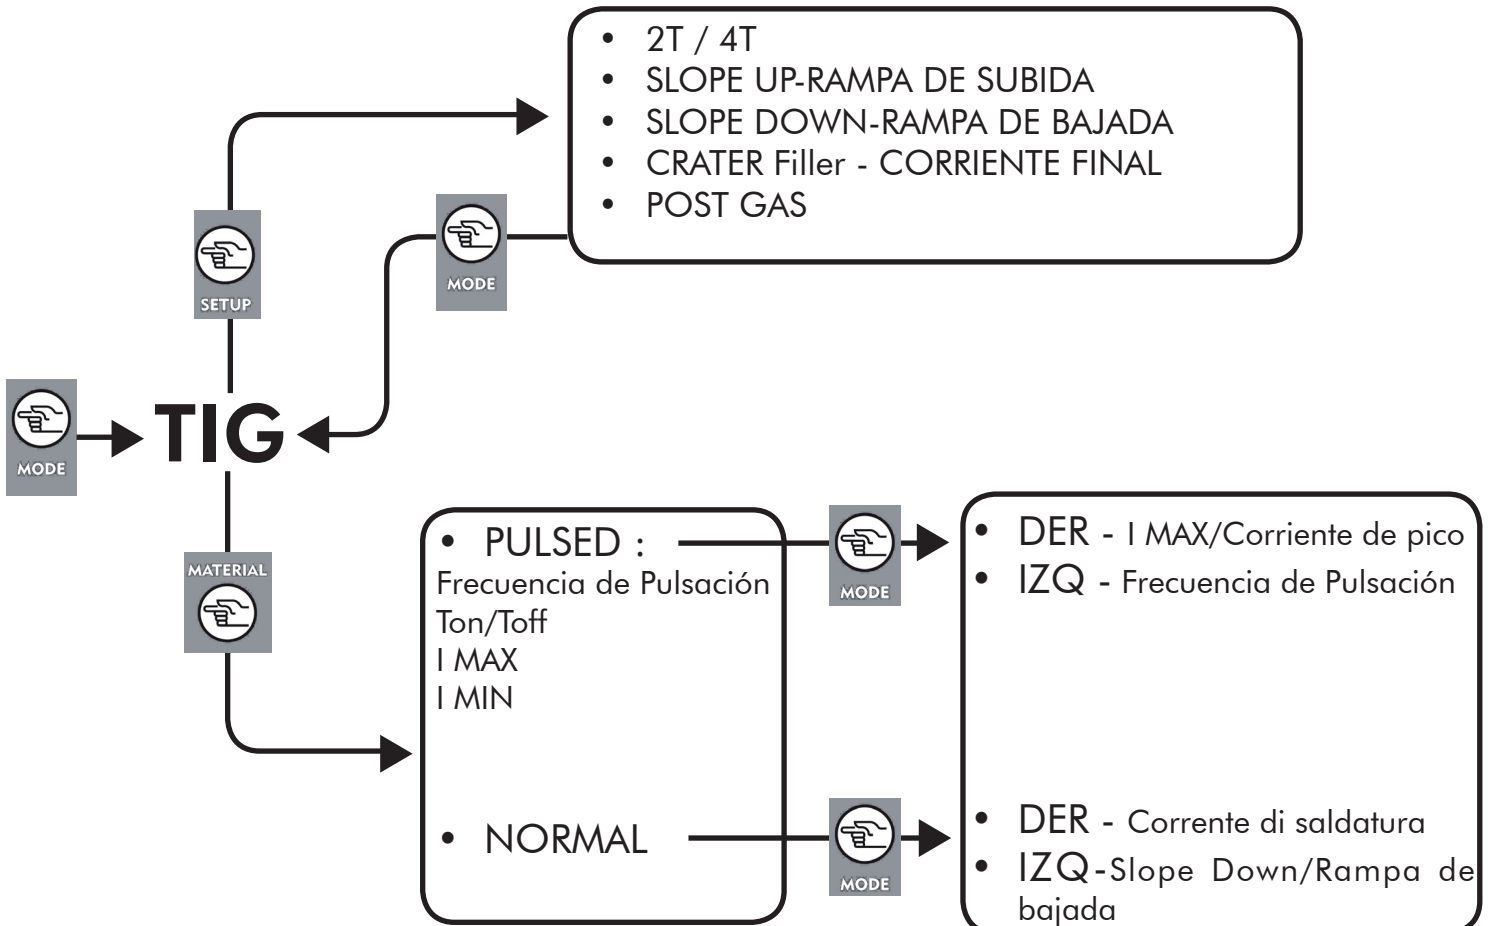 • 2T / 4T
• SLOPE UP-RAMPA DE SUBIDA
• SLOPE DOWN-RAMPA DE BAJADA
• CRATER Filler - CORRIENTE FINAL
• POST GAS
SETUP
MODE
MODE
TIG
MATERIAL
• PULSED :
Frecuencia de Pulsación
Ton/Toff
I MAX
I MIN
• NORMAL
MODE
• DER - I MAX/Corriente de pico
• IZQ - Frecuencia de Pulsación
MODE
• DER - Corrente di saldatura
• IZQ-Slope Down/Rampa de
bajada